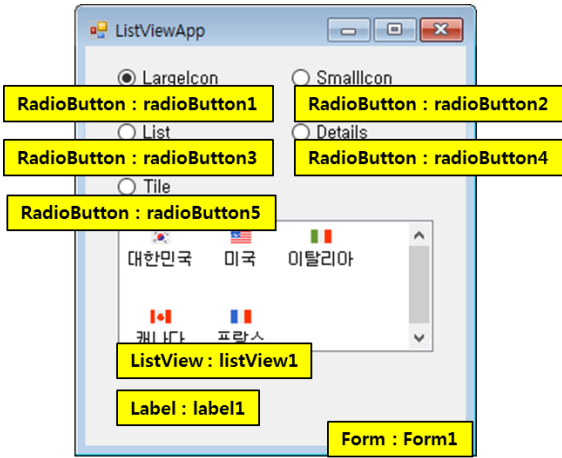 ListViewApp
LargeIcon
SmallIcon
RadioButton : radioButton1
RadioButton : radioButton2
List
Details
RadioButton : radioButton3
RadioButton : radioButton4
Tile
RadioButton : radioButton5
대한민국 미국 이탈리아
캐나다 프랑스
ListView : listView1
Label : label1
Form : Form1